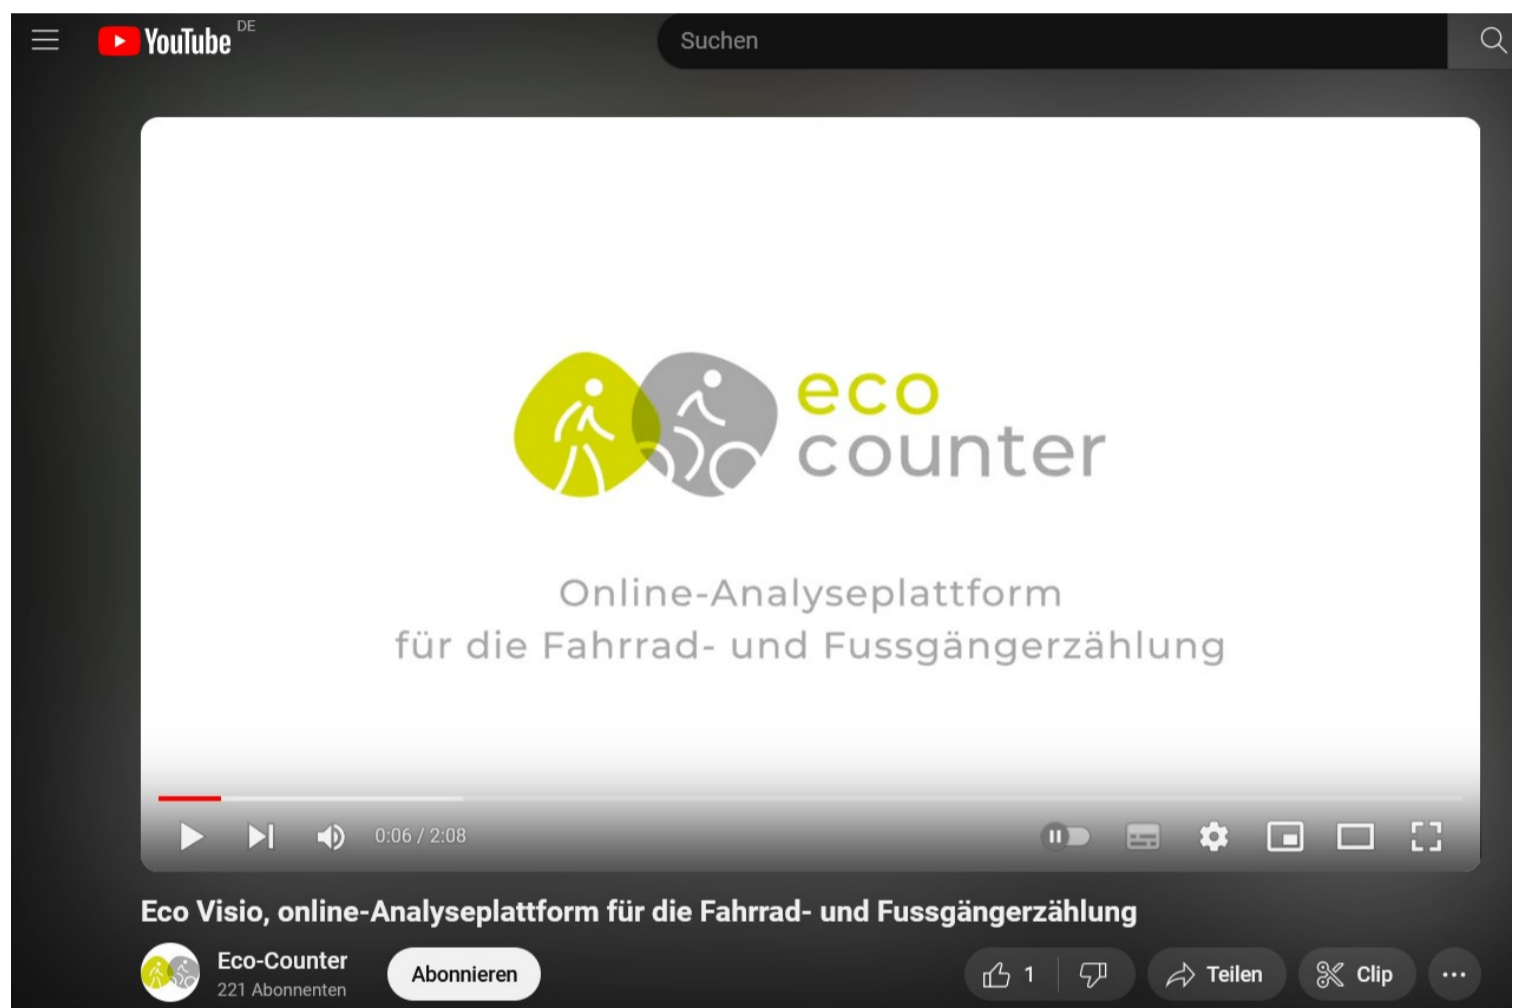 YouTube DE
Suchen
eco
counter
Online-Analyseplattform
für die Fahrrad- und Fussgängerzählung
0:06 / 2:08
Eco Visio, online-Analyseplattform für die Fahrrad- und Fussgängerzählung
Eco-Counter
221 Abonnenten
Abonnieren
1
Teilen
Clip